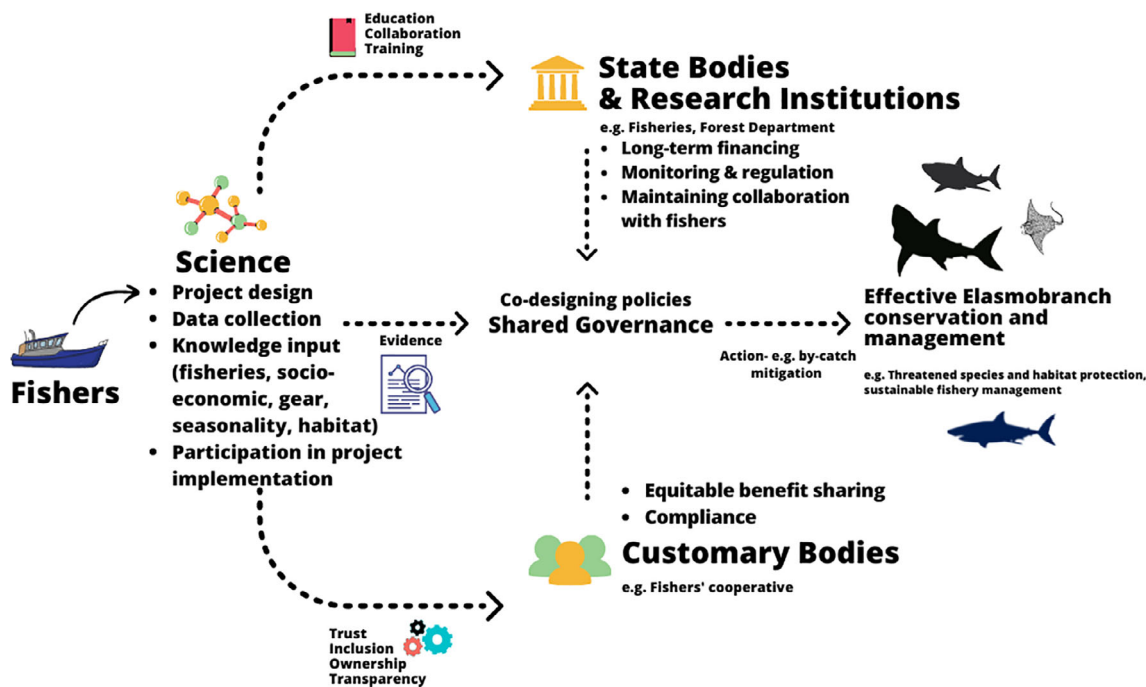 Education
Collaboration
Training
State Bodies
& Research Institutions
e.g. Fisheries, Forest Department
• Long-term financing
• Monitoring & regulation
• Maintaining collaboration
with fishers
Science
• Project design
• Data collection
• Knowledge input
(fisheries, socio-
economic, gear,
seasonality, habitat)
• Participation in project
implementation
Fishers
Evidence
Co-designing policies
Shared Governance
Action- e.g. by-catch
mitigation
Effective Elasmobranch
conservation and
management
e.g. Threatened species and habitat protection,
sustainable fishery management
• Equitable benefit sharing
• Compliance
Customary Bodies
e.g. Fishers' cooperative
Trust
Inclusion
Ownership
Transparency